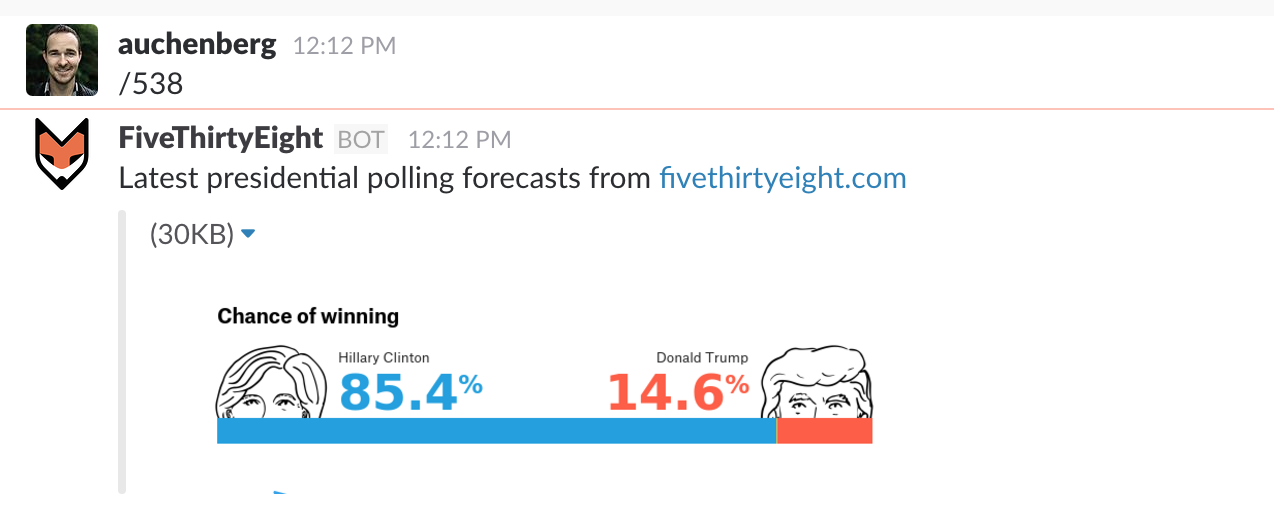 auchenberg 12:12 PM
/538
FiveThirtyEight BOT 12:12 PM
Latest presidential polling forecasts from fivethirtyeight.com
(30KB)
Chance of winning
Hillary Clinton Donald Trump
85.4% 14.6%